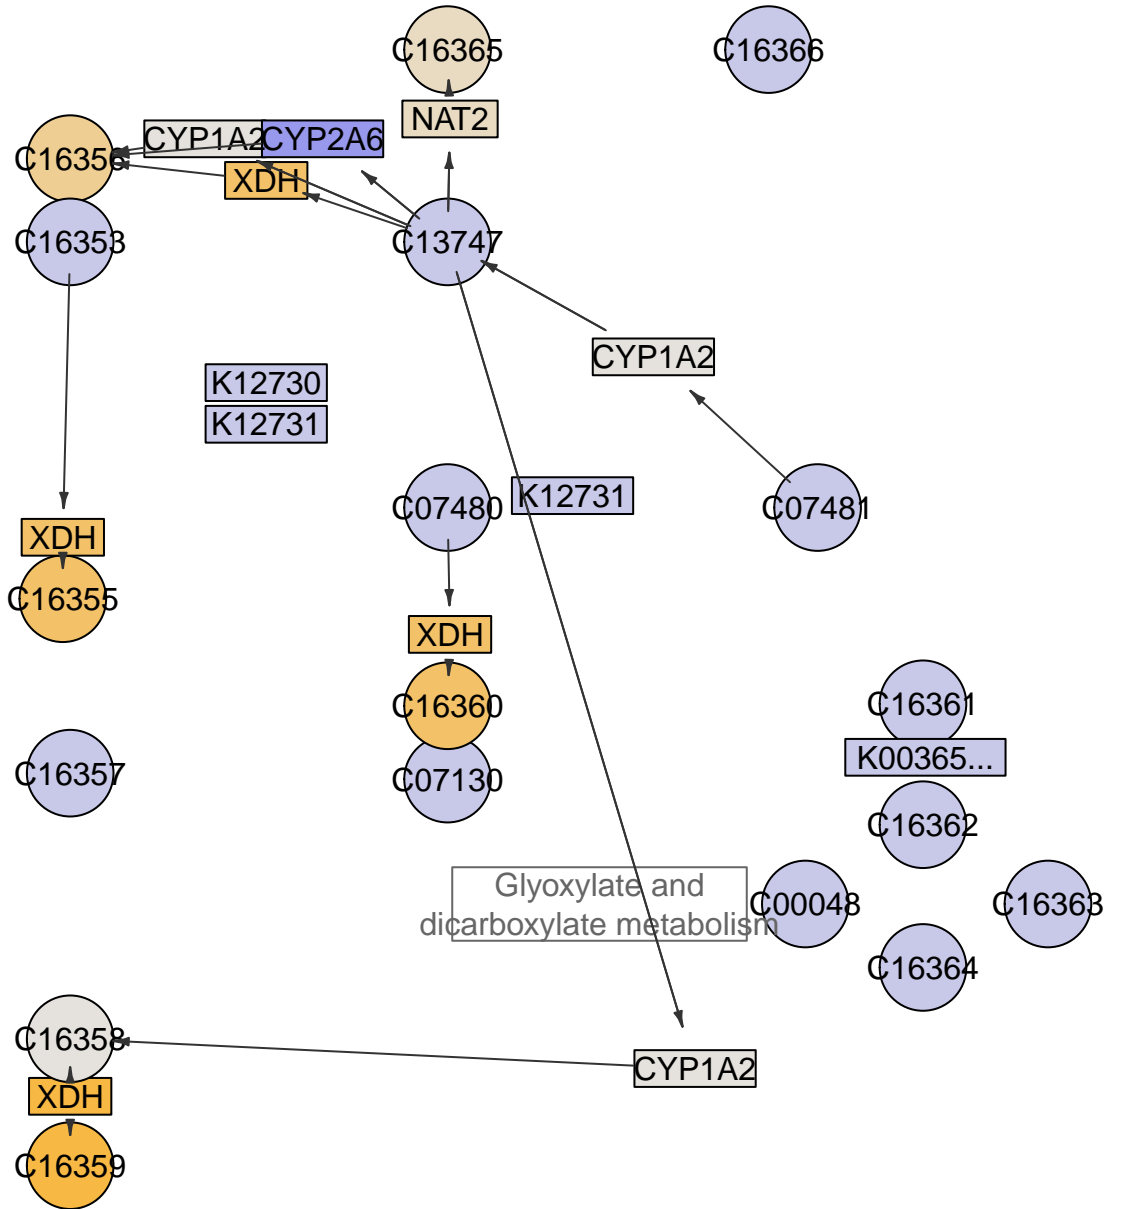 C16365
C16366
NAT2
CYP1A2
CYP2A6
C16356
XDH
C16353
C13747
CYP1A2
K12730
K12731
K12731
C07480
C07481
XDH
C16355
XDH
C16360
C16361
K00365...
C16357
C07130
C16362
Glyoxylate and
dicarboxylate metabolism
C00048
C16363
C16364
C16358
CYP1A2
XDH
C16359